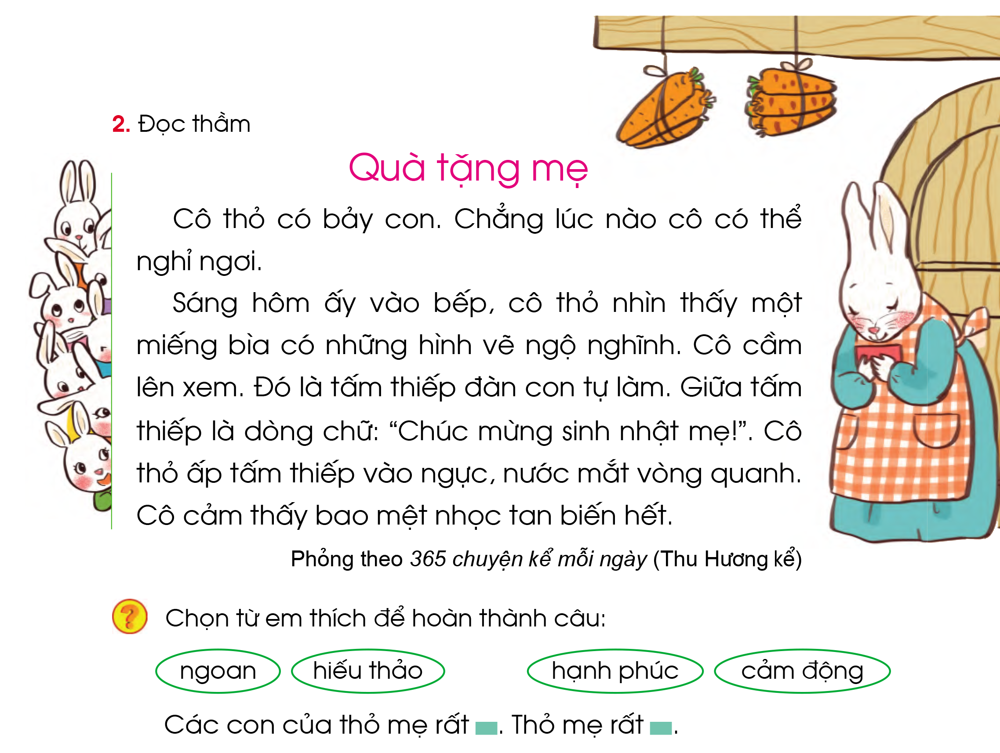 2. Đọc thầm
Quà tặng mẹ
Cô thỏ có bảy con. Chẳng lúc nào cô có thể
nghỉ ngơi.
Sáng hôm ấy vào bếp, cô thỏ nhìn thấy một
miếng bìa có những hình vẽ ngộ nghĩnh. Cô cầm
lên xem. Đó là tấm thiếp đàn con tự làm. Giữa tấm
thiếp là dòng chữ: “Chúc mừng sinh nhật mẹ!”. Cô
thỏ ấp tấm thiếp vào ngực, nước mắt vòng quanh.
Cô cảm thấy bao mệt nhọc tan biến hết.
Phỏng theo 365 chuyện kể mỗi ngày (Thu Hương kể)
? Chọn từ em thích để hoàn thành câu:
ngoan hiếu thảo hạnh phúc cảm động
Các con của thỏ mẹ rất . Thỏ mẹ rất .